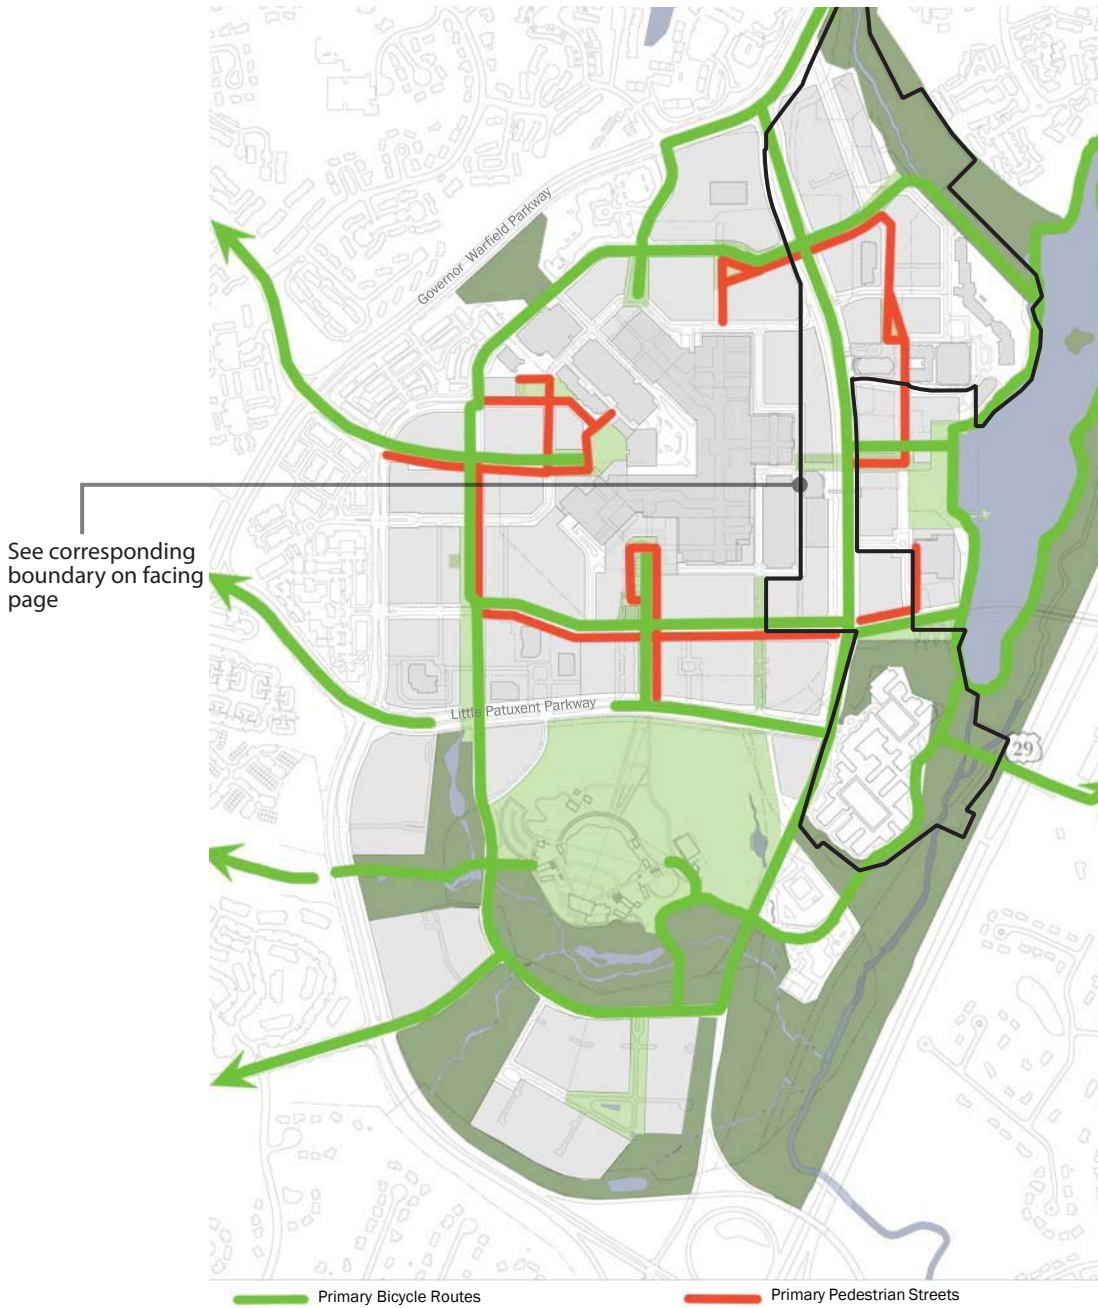 Governor Warfield Parkway
See corresponding
boundary on facing
page
Little Patuxent Parkway
29
Primary Bicycle Routes
Primary Pedestrian Streets